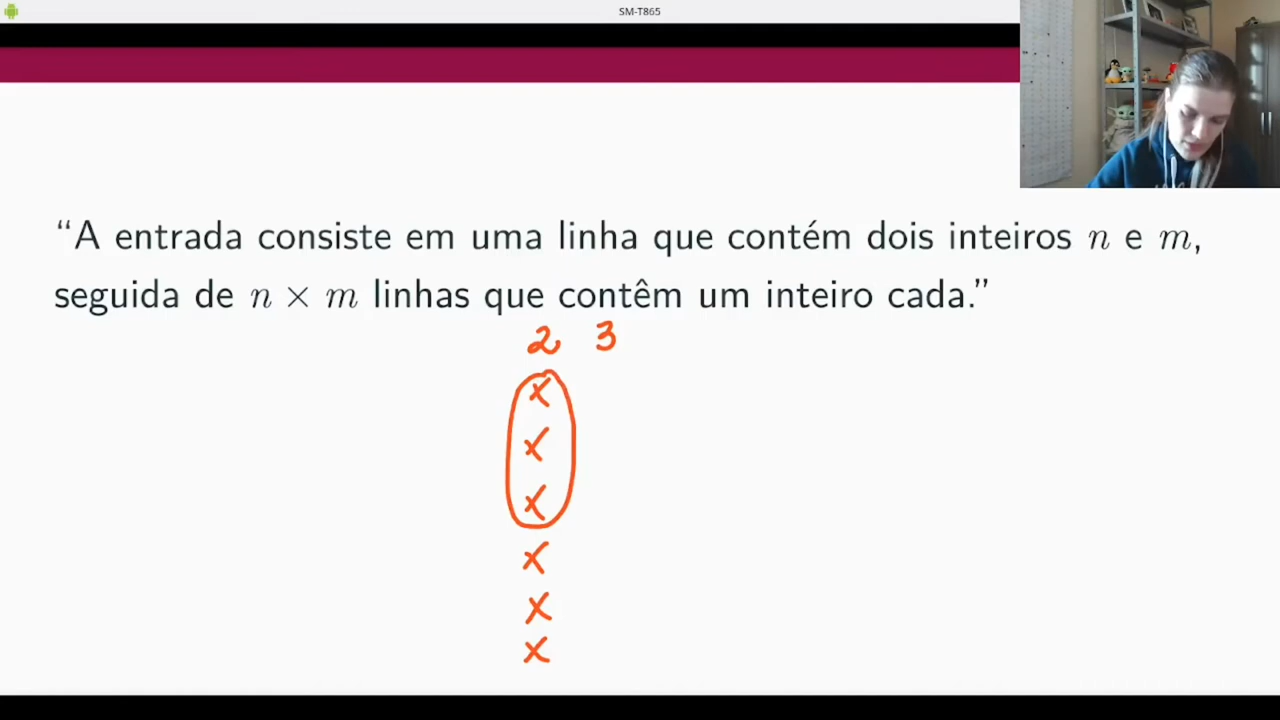 SM-T865
“A entrada consiste em uma linha que contém dois inteiros n e m,
seguida de n × m linhas que contêm um inteiro cada.”
2 3
x
x
x
x
x
x